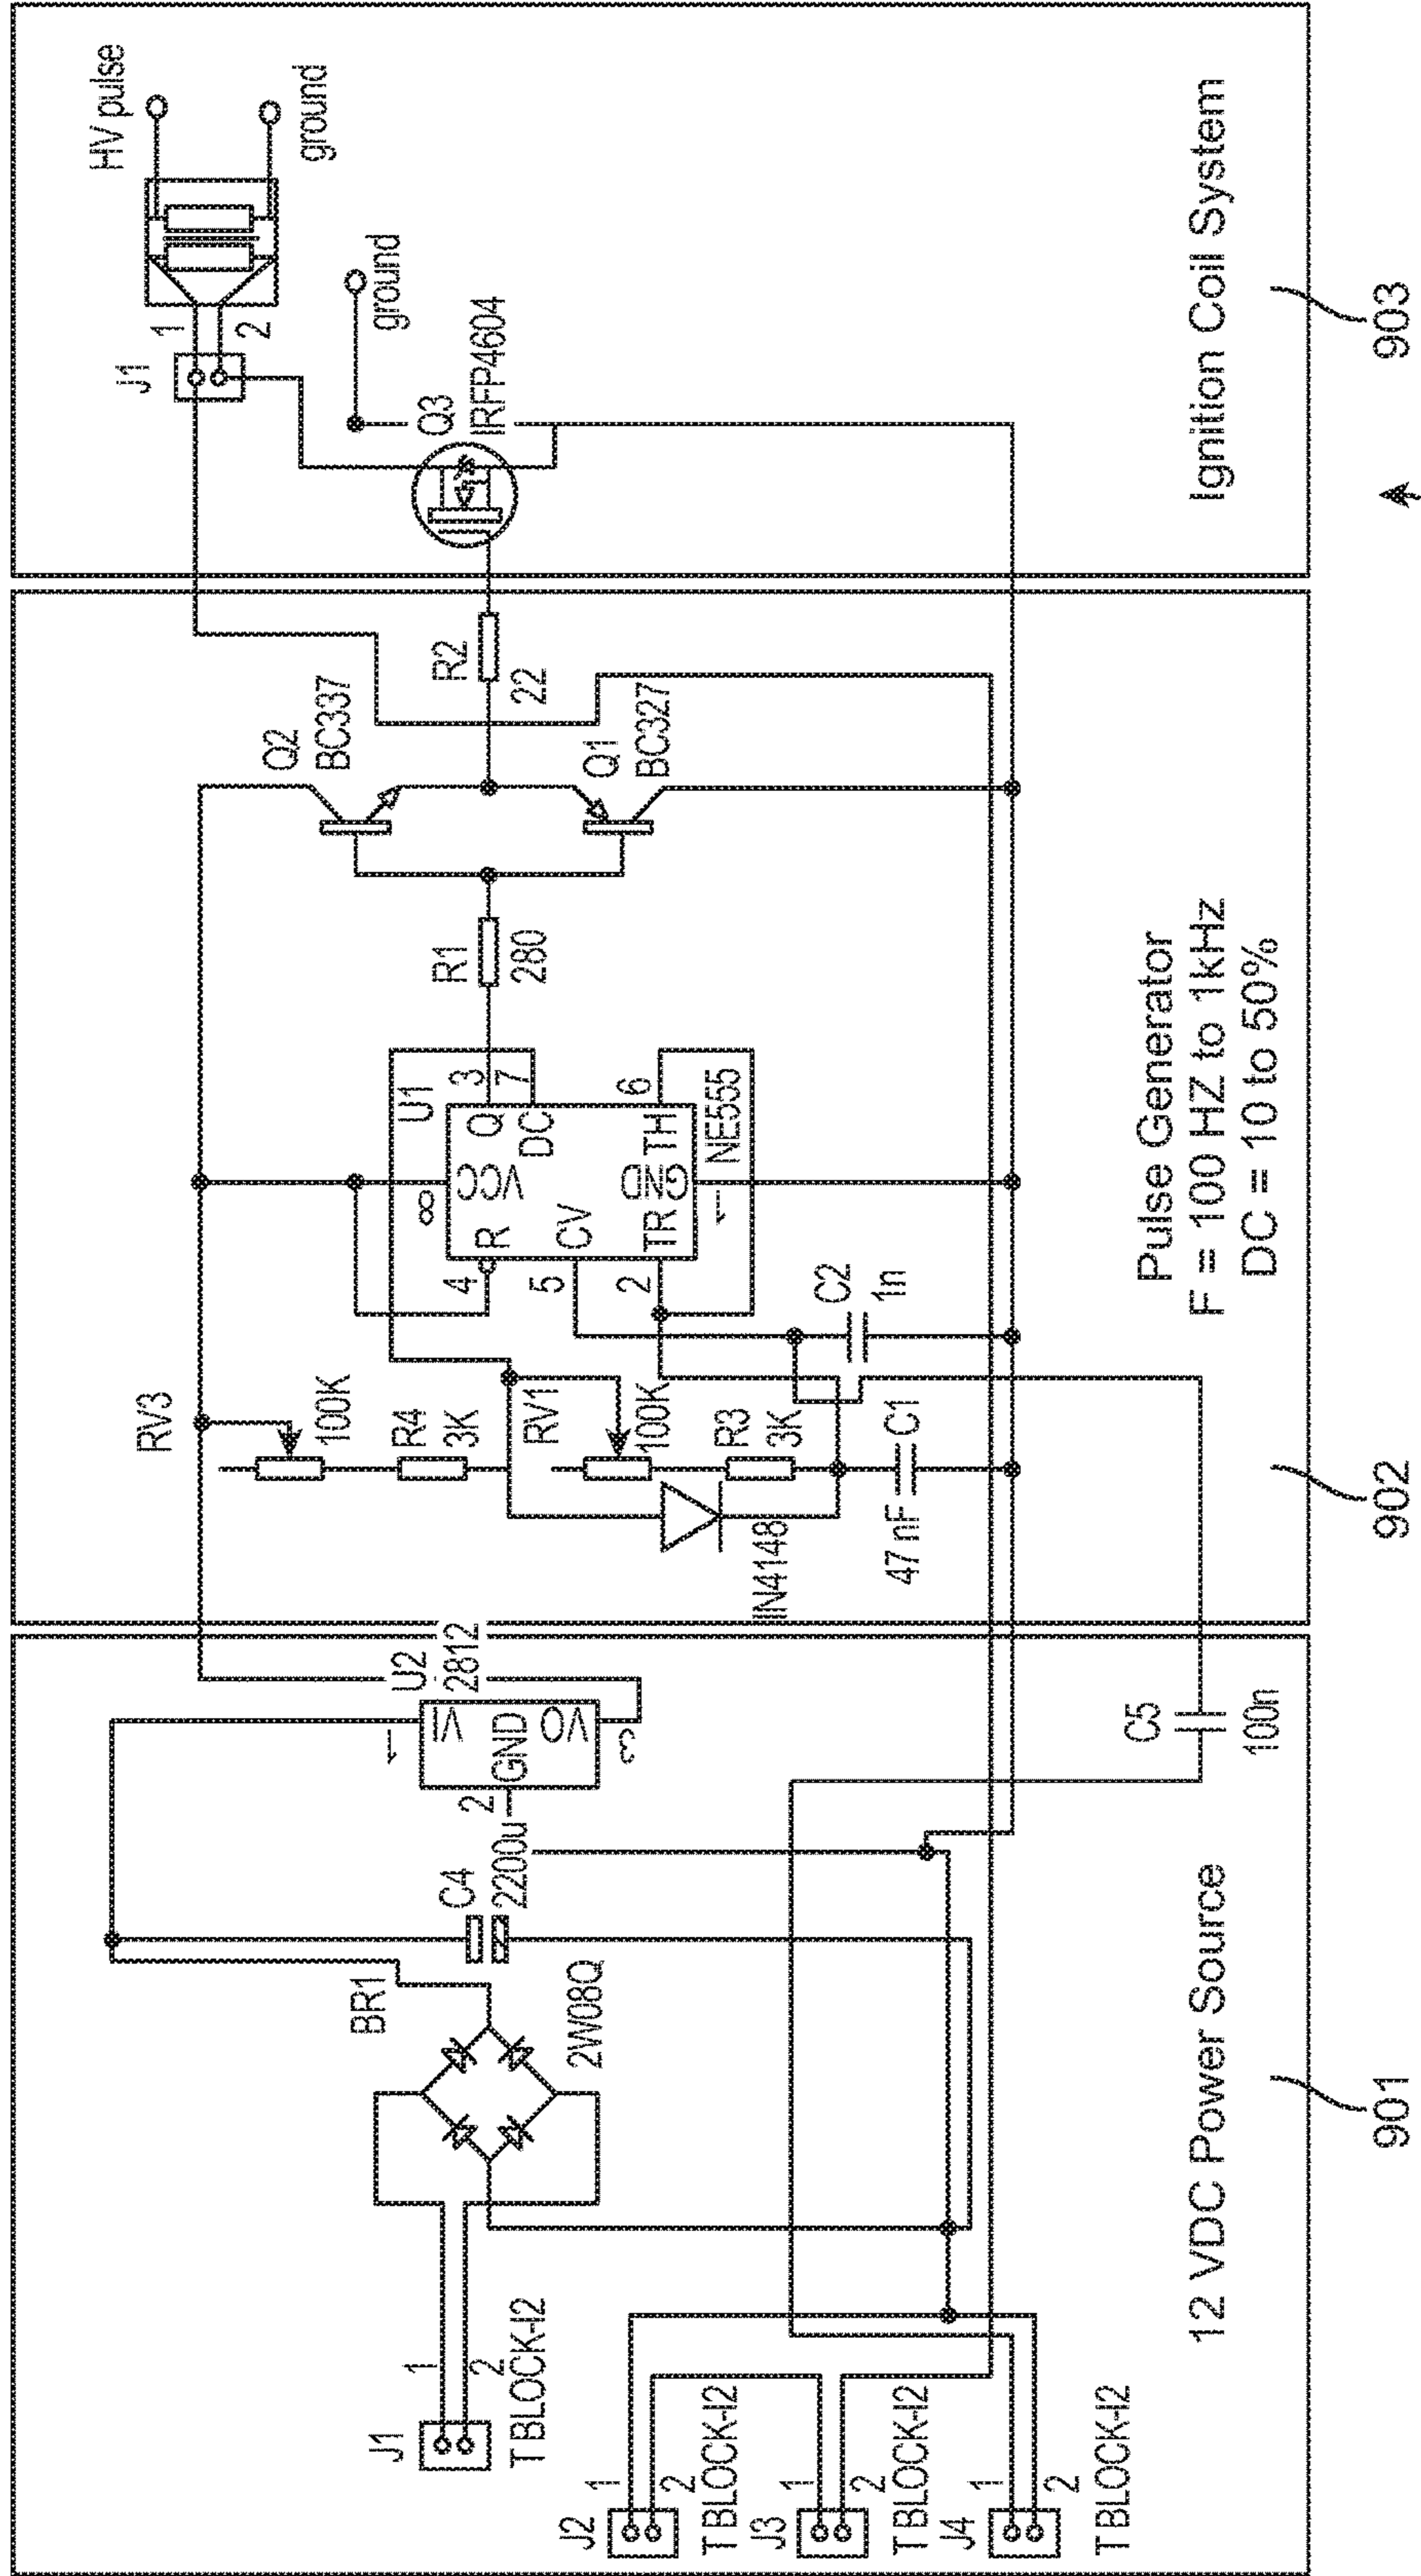 J1
1
2
TBLOCK-I2
J2
1
2
TBLOCK-I2
J3
1
2
TBLOCK-I2
J4
1
2
TBLOCK-I2
BR1
2W08Q
C4
2200u
U2
2812
1
VI
2
GND
VO
3
C5
100n
12 VDC Power Source
901
RV3
100K
R4
3K
RV1
100K
R3
3K
IN4148
47 nF
C1
C2
1n
U1
8
VCC
4
R
3
Q
7
DC
5
CV
2
TR
6
TH
GND
1
NE555
R1
280
Q2
BC337
Q1
BC327
R2
22
Pulse Generator
F = 100 HZ to 1kHz
DC = 10 to 50%
902
J1
1
2
HV pulse
ground
ground
Q3
IRFP4604
Ignition Coil System
903